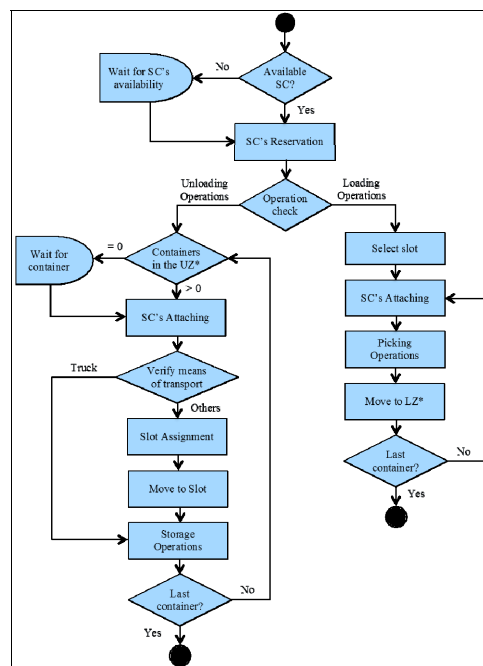 No
Available
SC?
Wait for SC's
availability
Yes
SC's Reservation
Unloading
Operations
Operation
check
Loading
Operations
= 0
Wait for
container
Containers
in the UZ*
> 0
SC's Attaching
Truck
Verify means
of transport
Others
Slot Assignment
Move to Slot
Storage
Operations
Last
container?
No
Yes
Select slot
SC's Attaching
Picking
Operations
Move to LZ*
Last
container?
No
Yes